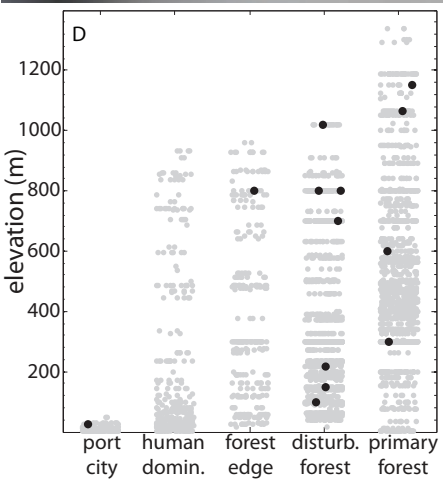 D
1200
1000
800
600
400
200
elevation (m)
port city
human domin.
forest edge
disturb. forest
primary forest